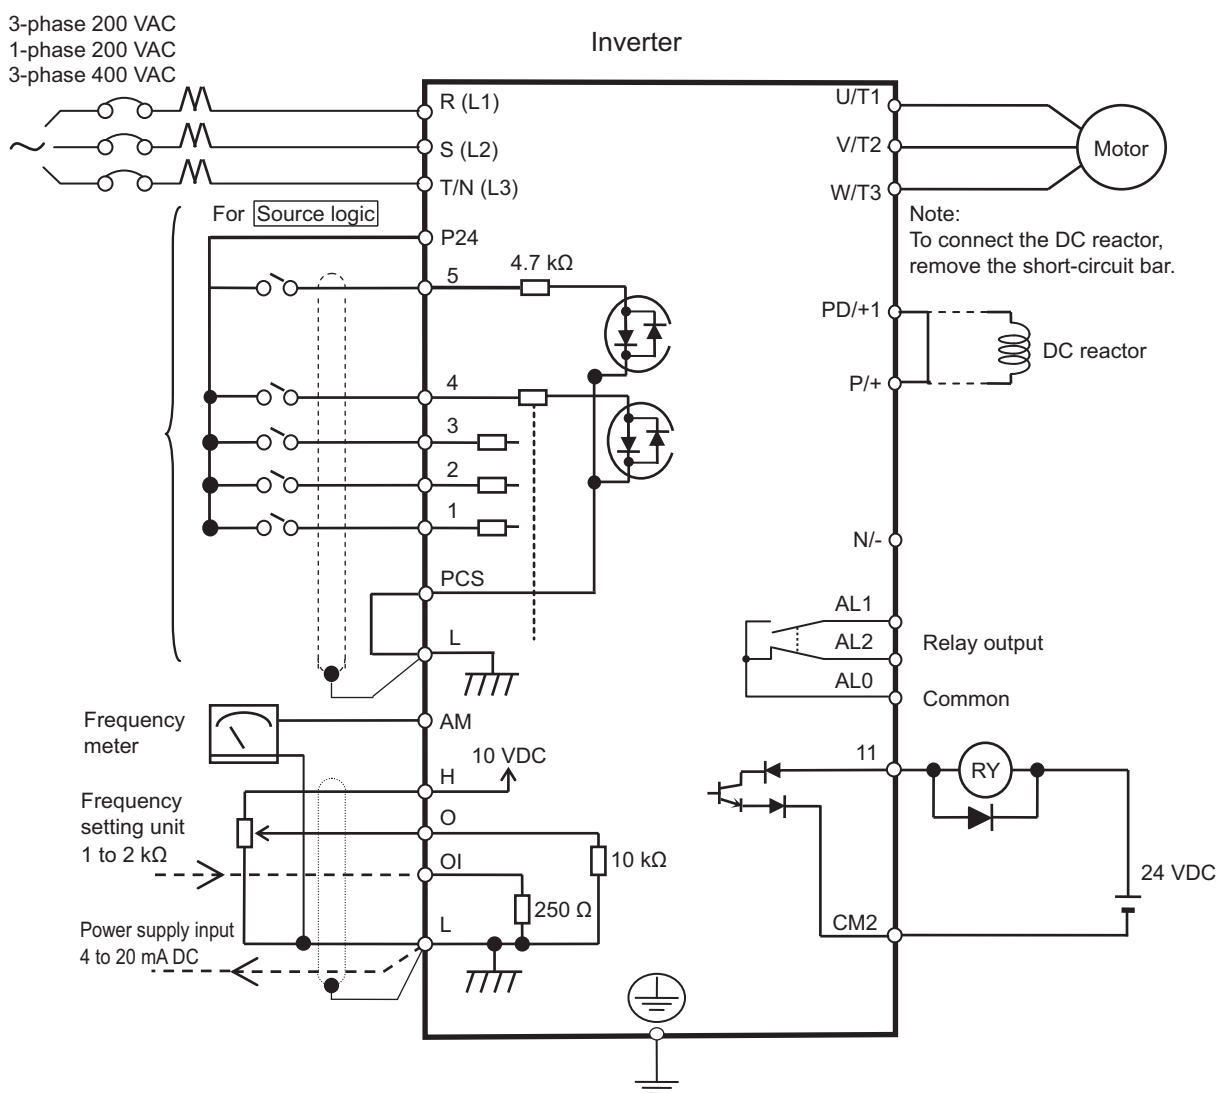 3-phase 200 VAC
1-phase 200 VAC
3-phase 400 VAC
Inverter
R (L1)
S (L2)
T/N (L3)
U/T1
V/T2
W/T3
Motor
For Source logic
P24
5
4.7 kΩ
4
3
2
1
PCS
L
Note:
To connect the DC reactor,
remove the short-circuit bar.
PD/+1
P/+
DC reactor
N/-
AL1
AL2
AL0
Relay output
Common
Frequency
meter
AM
10 VDC
H
Frequency
setting unit
1 to 2 kΩ
O
OI
10 kΩ
250 Ω
L
Power supply input
4 to 20 mA DC
11
RY
24 VDC
CM2